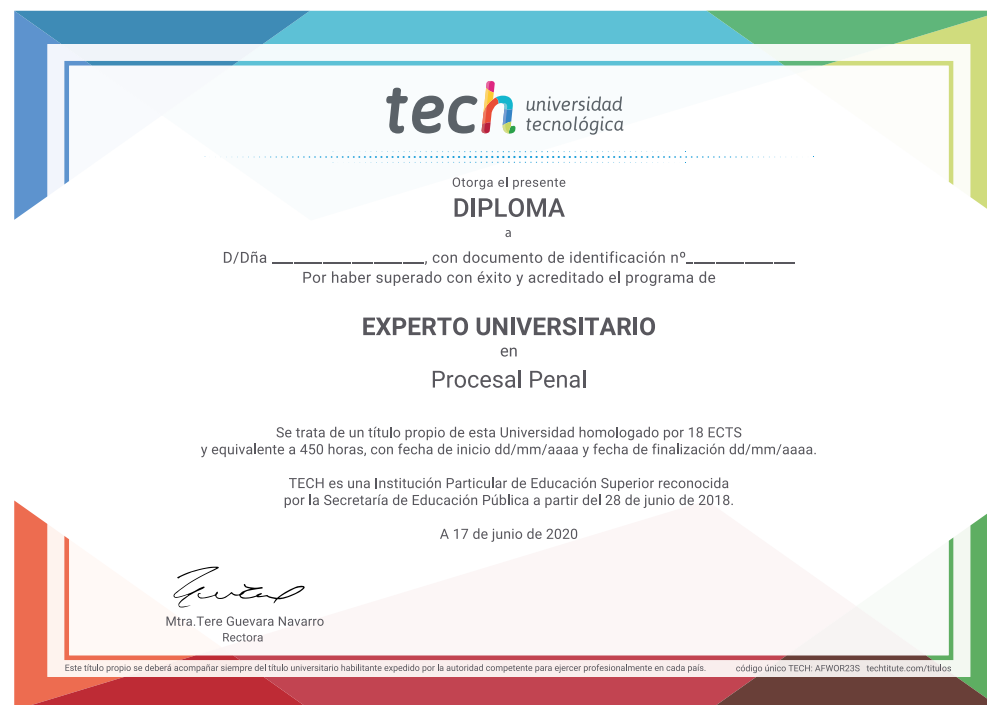 tech universidad
tecnológica
Otorga el presente
DIPLOMA
a
D/Dña ____________________, con documento de identificación nº______________
Por haber superado con éxito y acreditado el programa de
EXPERTO UNIVERSITARIO
en
Procesal Penal
Se trata de un título propio de esta Universidad homologado por 18 ECTS
y equivalente a 450 horas, con fecha de inicio dd/mm/aaaa y fecha de finalización dd/mm/aaaa.
TECH es una Institución Particular de Educación Superior reconocida
por la Secretaría de Educación Pública a partir del 28 de junio de 2018.
A 17 de junio de 2020
Mtra.Tere Guevara Navarro
Rectora
Este título propio se deberá acompañar siempre del título universitario habilitante expedido por la autoridad competente para ejercer profesionalmente en cada país. código único TECH: AFWOR23S techtitute.com/titulos